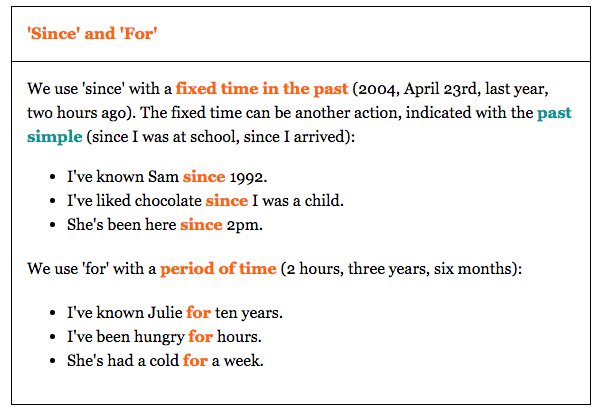 'Since' and 'For'
We use 'since' with a fixed time in the past (2004, April 23rd, last year,
two hours ago). The fixed time can be another action, indicated with the past
simple (since I was at school, since I arrived):
• I've known Sam since 1992.
• I've liked chocolate since I was a child.
• She's been here since 2pm.
We use 'for' with a period of time (2 hours, three years, six months):
• I've known Julie for ten years.
• I've been hungry for hours.
• She's had a cold for a week.